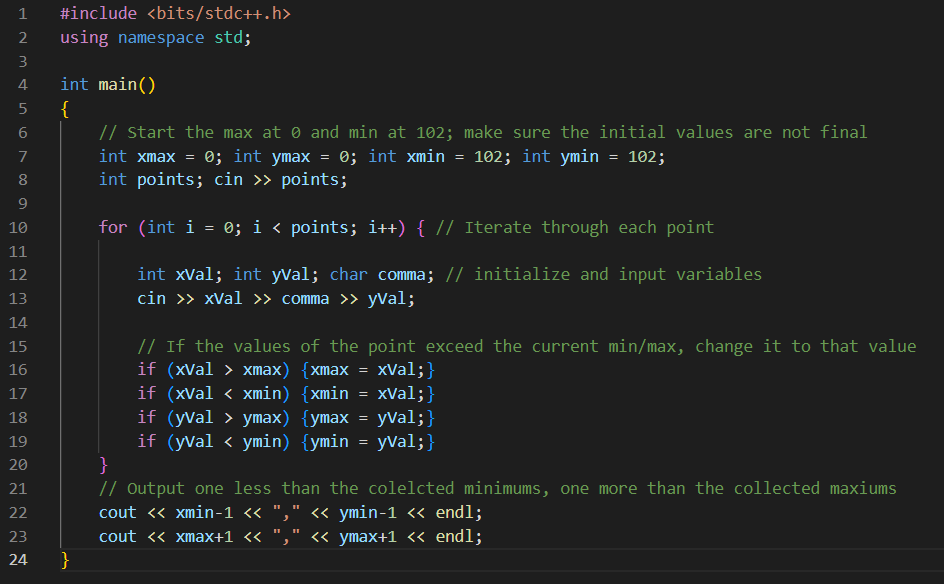 1 #include <bits/stdc++.h>
2 using namespace std;
3
4 int main()
5 {
6 // Start the max at 0 and min at 102; make sure the initial values are not final
7 int xmax = 0; int ymax = 0; int xmin = 102; int ymin = 102;
8 int points; cin >> points;
9
10 for (int i = 0; i < points; i++) { // Iterate through each point
11
12 int xVal; int yVal; char comma; // initialize and input variables
13 cin >> xVal >> comma >> yVal;
14
15 // If the values of the point exceed the current min/max, change it to that value
16 if (xVal > xmax) {xmax = xVal;}
17 if (xVal < xmin) {xmin = xVal;}
18 if (yVal > ymax) {ymax = yVal;}
19 if (yVal < ymin) {ymin = yVal;}
20 }
21 // Output one less than the colelcted minimums, one more than the collected maxiums
22 cout << xmin-1 << "," << ymin-1 << endl;
23 cout << xmax+1 << "," << ymax+1 << endl;
24 }